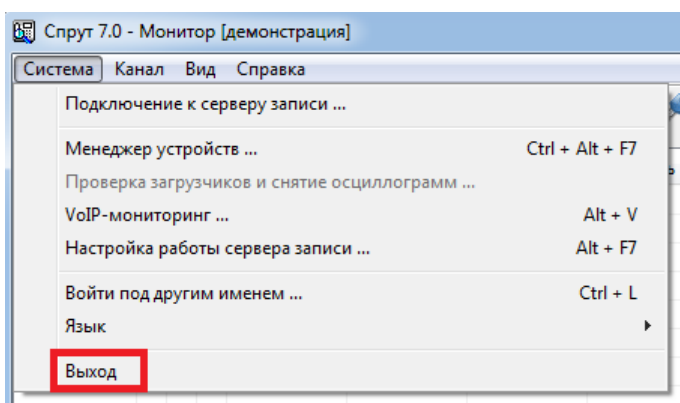 Спрут 7.0 - Монитор [демонстрация]
Система Канал Вид Справка
Подключение к серверу записи ...
Менеджер устройств ... Ctrl + Alt + F7
Проверка загрузчиков и снятие осциллограмм ...
VoIP-мониторинг ... Alt + V
Настройка работы сервера записи ... Alt + F7
Войти под другим именем ... Ctrl + L
Язык
Выход